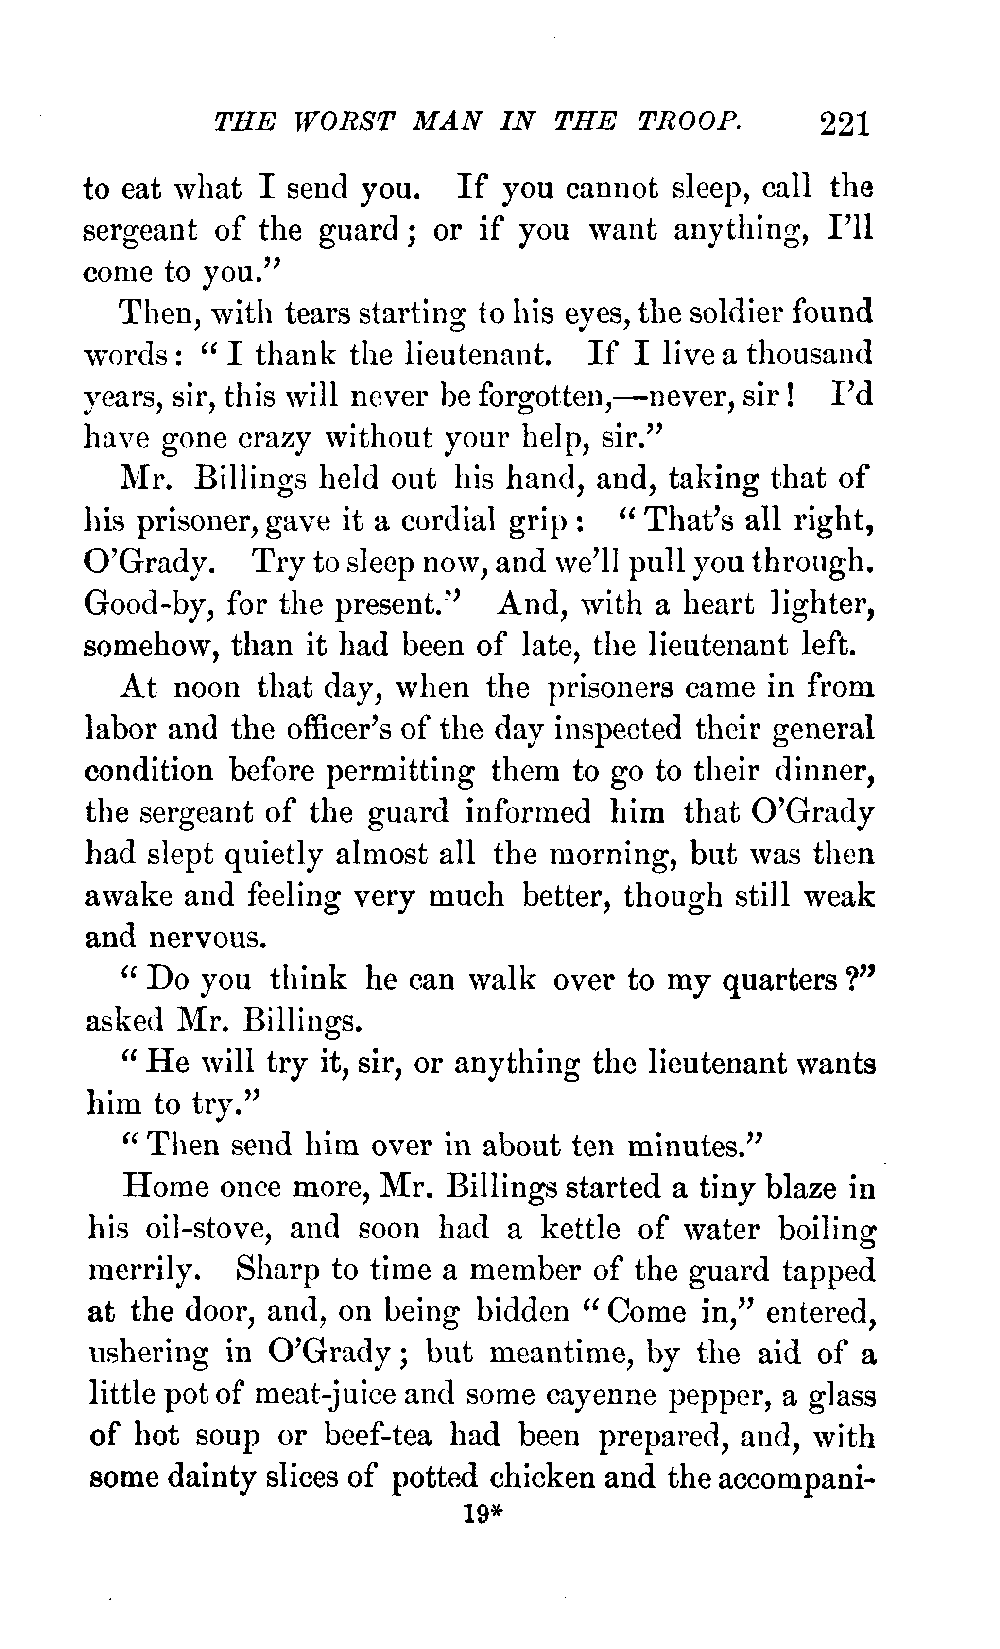 THE WORST MAN IN THE TROOP. 221
to eat what I send you. If you cannot sleep, call the
sergeant of the guard; or if you want anything, I'll
come to you."
Then, with tears starting to his eyes, the soldier found
words: "I thank the lieutenant. If I live a thousand
years, sir, this will never be forgotten,—never, sir! I'd
have gone crazy without your help, sir."
Mr. Billings held out his hand, and, taking that of
his prisoner, gave it a cordial grip: "That's all right,
O'Grady. Try to sleep now, and we'll pull you through.
Good-by, for the present." And, with a heart lighter,
somehow, than it had been of late, the lieutenant left.
At noon that day, when the prisoners came in from
labor and the officer's of the day inspected their general
condition before permitting them to go to their dinner,
the sergeant of the guard informed him that O'Grady
had slept quietly almost all the morning, but was then
awake and feeling very much better, though still weak
and nervous.
"Do you think he can walk over to my quarters?"
asked Mr. Billings.
"He will try it, sir, or anything the lieutenant wants
him to try."
"Then send him over in about ten minutes."
Home once more, Mr. Billings started a tiny blaze in
his oil-stove, and soon had a kettle of water boiling
merrily. Sharp to time a member of the guard tapped
at the door, and, on being bidden "Come in," entered,
ushering in O'Grady; but meantime, by the aid of a
little pot of meat-juice and some cayenne pepper, a glass
of hot soup or beef-tea had been prepared, and, with
some dainty slices of potted chicken and the accompani-
19*